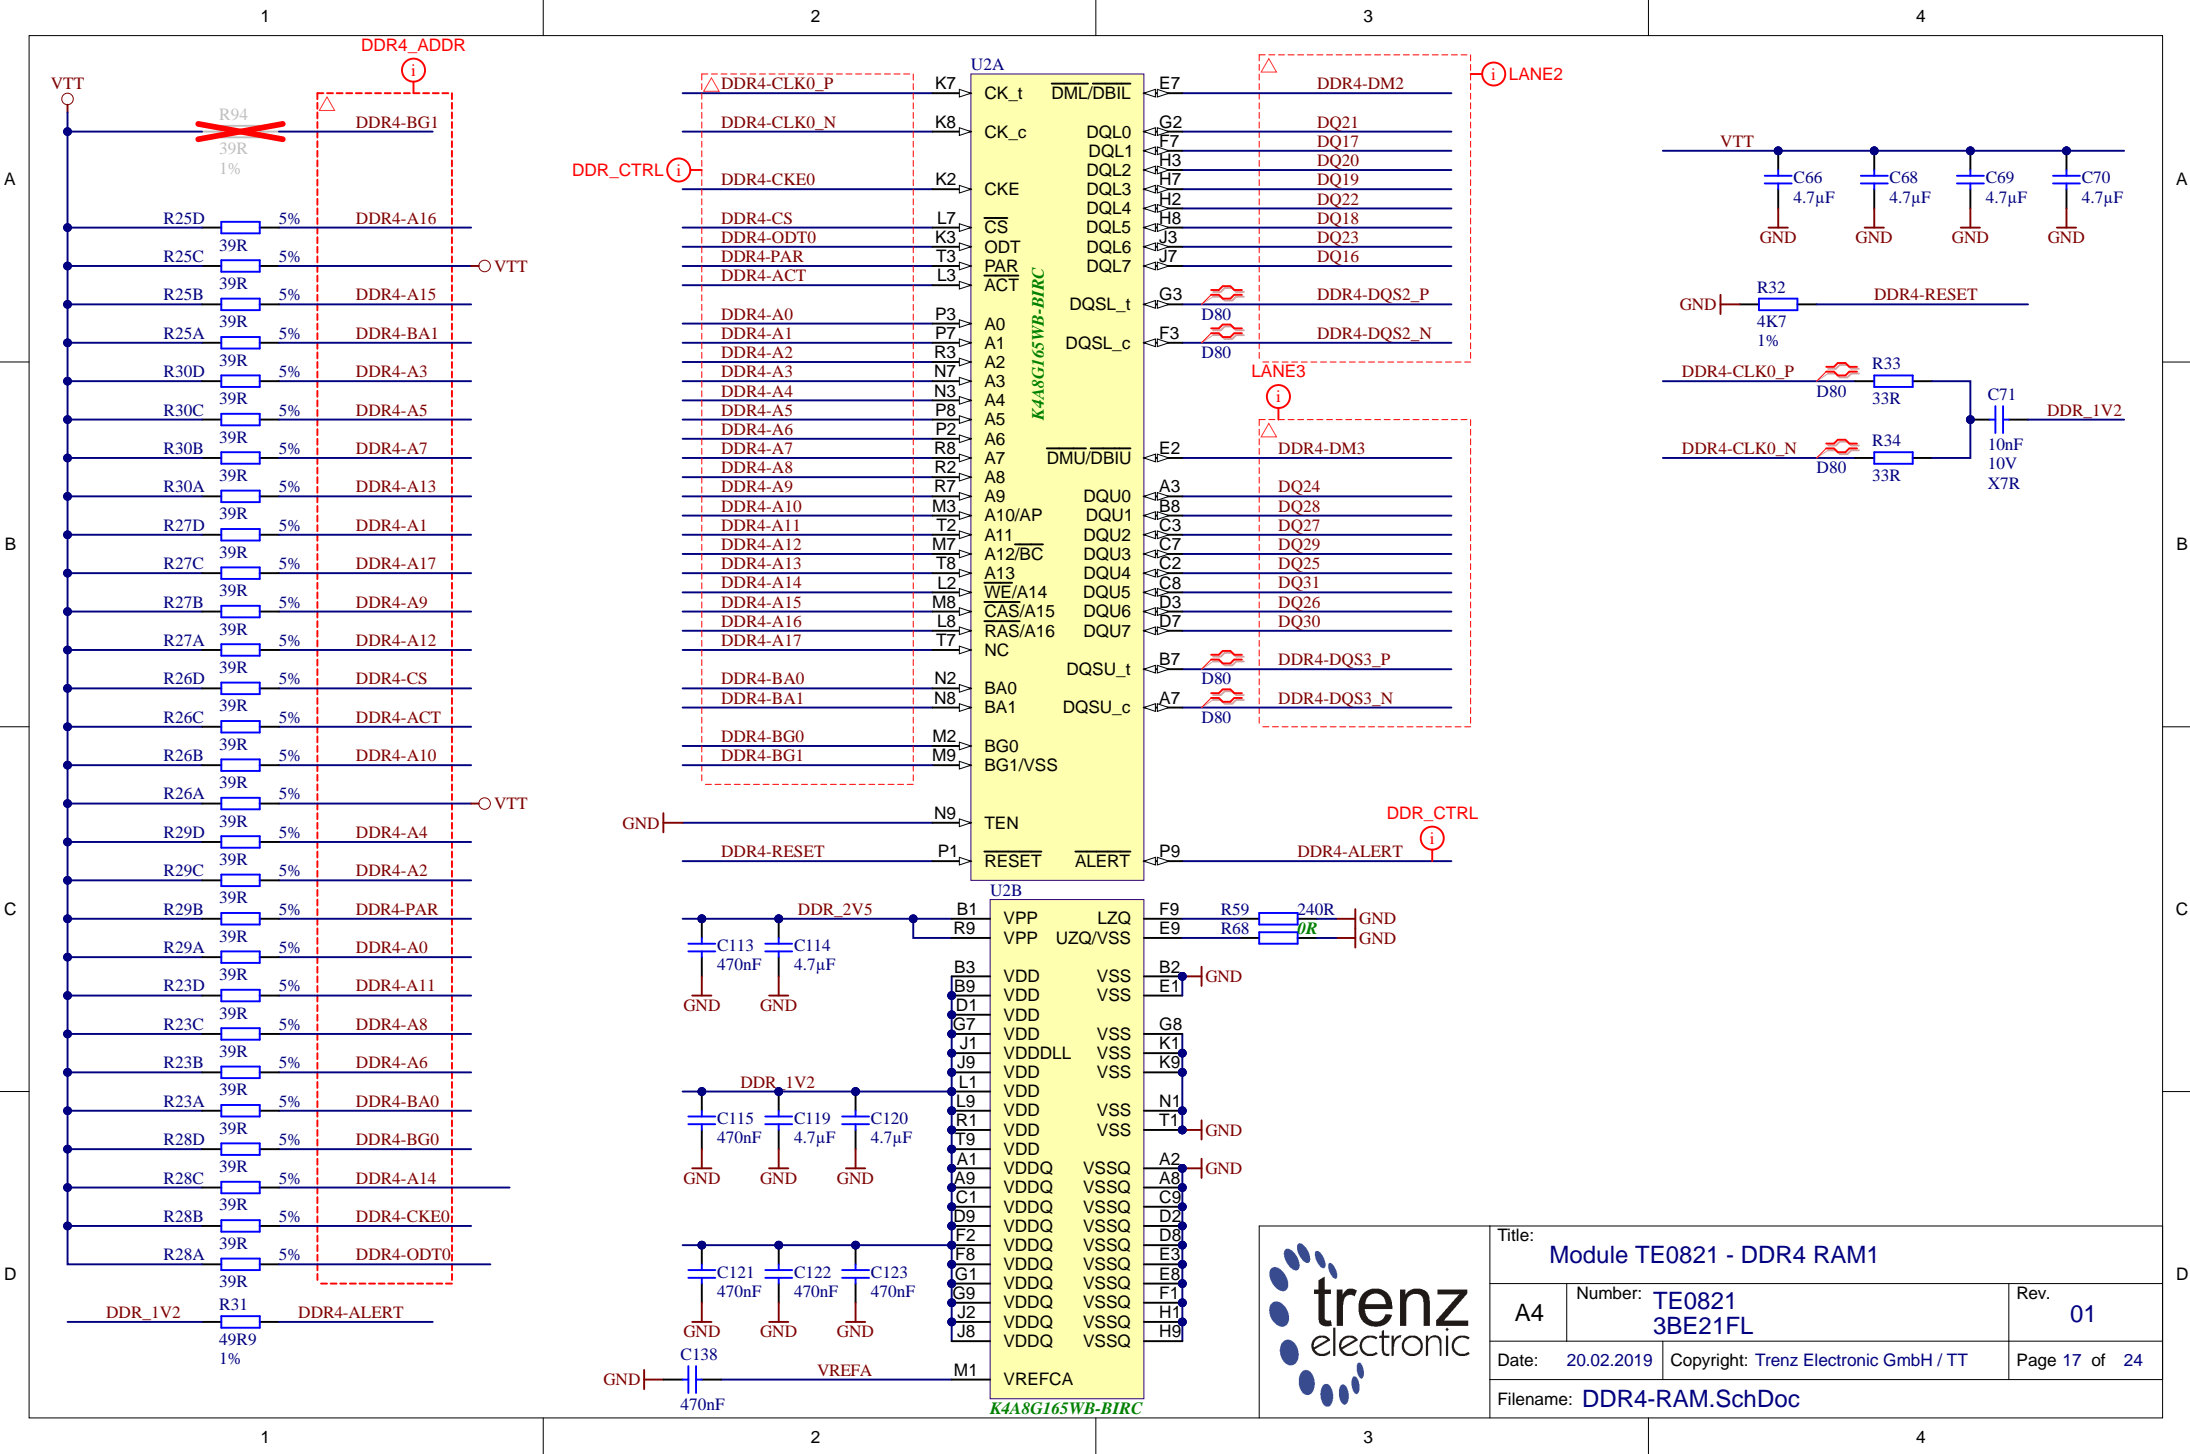 1 2 3 4
A B C D
DDR4_ADDR
VTT
R94
39R
1%
DDR4-BG1
R25D 5% DDR4-A16
39R
R25C 5% VTT
39R
R25B 5% DDR4-A15
39R
R25A 5% DDR4-BA1
39R
R30D 5% DDR4-A3
39R
R30C 5% DDR4-A5
39R
R30B 5% DDR4-A7
39R
R30A 5% DDR4-A13
39R
R27D 5% DDR4-A1
39R
R27C 5% DDR4-A17
39R
R27B 5% DDR4-A9
39R
R27A 5% DDR4-A12
39R
R26D 5% DDR4-CS
39R
R26C 5% DDR4-ACT
39R
R26B 5% DDR4-A10
39R
R26A 5% VTT
39R
R29D 5% DDR4-A4
39R
R29C 5% DDR4-A2
39R
R29B 5% DDR4-PAR
39R
R29A 5% DDR4-A0
39R
R23D 5% DDR4-A11
39R
R23C 5% DDR4-A8
39R
R23B 5% DDR4-A6
39R
R23A 5% DDR4-BA0
39R
R28D 5% DDR4-BG0
39R
R28C 5% DDR4-A14
39R
R28B 5% DDR4-CKE0
39R
R28A 5% DDR4-ODT0
39R
DDR_1V2 R31 DDR4-ALERT
49R9
1%
DDR_CTRL i
U2A
K4A8G165WB-BIRC
DDR4-CLK0_P K7 CK_t
DDR4-CLK0_N K8 CK_c
DDR4-CKE0 K2 CKE
DDR4-CS L7 CS
DDR4-ODT0 K3 ODT
DDR4-PAR T3 PAR
DDR4-ACT L3 ACT
DDR4-A0 P3 A0
DDR4-A1 P7 A1
DDR4-A2 R3 A2
DDR4-A3 N7 A3
DDR4-A4 N3 A4
DDR4-A5 P8 A5
DDR4-A6 P2 A6
DDR4-A7 R8 A7
DDR4-A8 R2 A8
DDR4-A9 R7 A9
DDR4-A10 M3 A10/AP
DDR4-A11 T2 A11
DDR4-A12 M7 A12/BC
DDR4-A13 T8 A13
DDR4-A14 L2 WE/A14
DDR4-A15 M8 CAS/A15
DDR4-A16 L8 RAS/A16
DDR4-A17 T7 NC
DDR4-BA0 N2 BA0
DDR4-BA1 N8 BA1
DDR4-BG0 M2 BG0
DDR4-BG1 M9 BG1/VSS
GND N9 TEN
DDR4-RESET P1 RESET
LANE2 i
DML/DBIL E7 DDR4-DM2
DQL0 G2 DQ21
DQL1 F7 DQ17
DQL2 H3 DQ20
DQL3 H7 DQ19
DQL4 H2 DQ22
DQL5 H8 DQ18
DQL6 J3 DQ23
DQL7 J7 DQ16
DQSL_t G3 D80 DDR4-DQS2_P
DQSL_c F3 D80 DDR4-DQS2_N
LANE3
i
DMU/DBIU E2 DDR4-DM3
DQU0 A3 DQ24
DQU1 B8 DQ28
DQU2 C3 DQ27
DQU3 C7 DQ29
DQU4 C2 DQ25
DQU5 C8 DQ31
DQU6 D3 DQ26
DQU7 D7 DQ30
DQSU_t B7 D80 DDR4-DQS3_P
DQSU_c A7 D80 DDR4-DQS3_N
DDR_CTRL
i
ALERT P9 DDR4-ALERT
U2B
DDR_2V5 B1 VPP
R9 VPP
C113 470nF GND
C114 4.7µF GND
LZQ F9 R59 240R GND
UZQ/VSS E9 R68 0R GND
B3 VDD
B9 VDD
D1 VDD
G7 VDD
J1 VDDDLL
J9 VDD
DDR_1V2 L1 VDD
L9 VDD
R1 VDD
T9 VDD
A1 VDDQ
A9 VDDQ
C1 VDDQ
D9 VDDQ
F2 VDDQ
F8 VDDQ
G1 VDDQ
G9 VDDQ
J2 VDDQ
J8 VDDQ
C115 470nF GND
C119 4.7µF GND
C120 4.7µF GND
C121 470nF GND
C122 470nF GND
C123 470nF GND
GND C138 470nF VREFA M1 VREFCA
VSS B2 GND
VSS E1
VSS G8
VSS K1
VSS K9
VSS N1
VSS T1 GND
VSSQ A2 GND
VSSQ A8
VSSQ C9
VSSQ D2
VSSQ D8
VSSQ E3
VSSQ E8
VSSQ F1
VSSQ H1
VSSQ H9
K4A8G165WB-BIRC
VTT
C66 4.7µF GND
C68 4.7µF GND
C69 4.7µF GND
C70 4.7µF GND
GND R32 DDR4-RESET
4K7
1%
DDR4-CLK0_P D80 R33 33R
DDR4-CLK0_N D80 R34 33R
C71 DDR_1V2
10nF
10V
X7R
trenz
electronic
Title:
Module TE0821 - DDR4 RAM1
A4 Number: TE0821
3BE21FL
Rev.
01
Date: 20.02.2019 Copyright: Trenz Electronic GmbH / TT Page 17 of 24
Filename: DDR4-RAM.SchDoc
A B C D
1 2 3 4